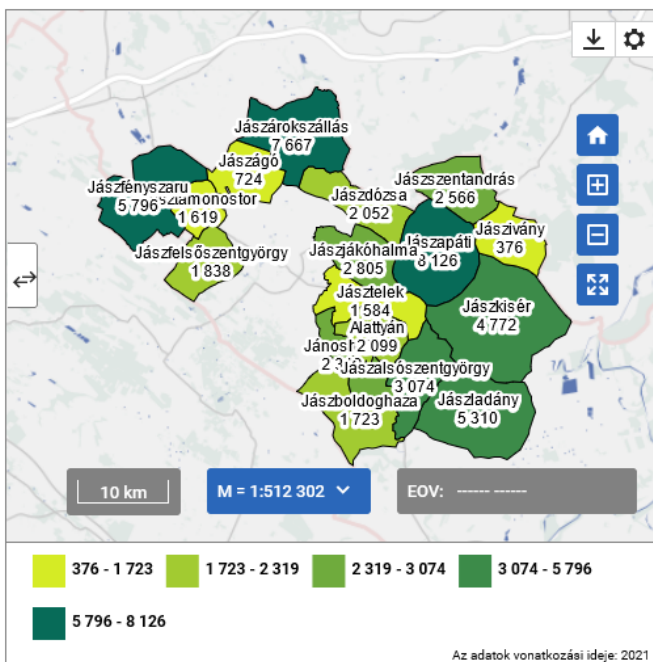 Jászárokszállás
7 667
Jászágó
724
Jászfényszaru
5 796
1 619
Jászfelsőszentgyörgy
1 838
Jászdózsa
2 052
Jászszentandrás
2 566
Jászapáti
8 126
Jászivány
376
Jászjákóhalma
2 805
Jásztelek
1 584
Jászkisér
4 772
Alattyán
2 099
Jászalsószentgyörgy
3 074
Jászboldogháza
1 723
Jászladány
5 310
10 km
M = 1:512 302
EOV: ------ ------
376 - 1 723
1 723 - 2 319
2 319 - 3 074
3 074 - 5 796
5 796 - 8 126
Az adatok vonatkozási ideje: 2021